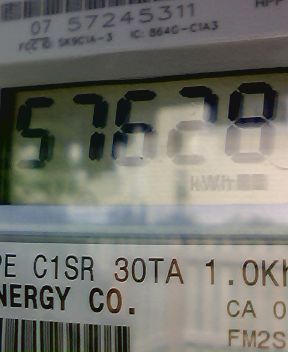 07 57245311
FCC ID: SK9C1A-3 IC: 864G-C1A3
57628
kWh
PE C1SR 30TA 1.0Kh
NERGY CO.
CA 0
FM2S